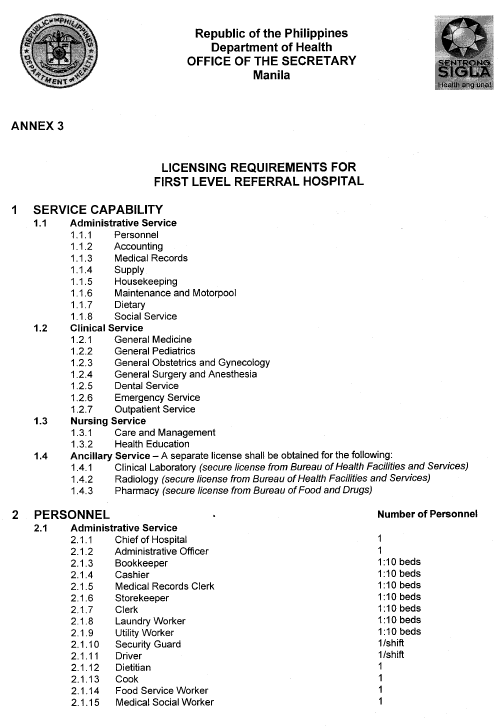 REPUBLIC OF THE PHILIPPINES
DEPARTMENT OF HEALTH
Republic of the Philippines
Department of Health
OFFICE OF THE SECRETARY
Manila
SENTRONG
SIGLA
Health ang una!
ANNEX 3
LICENSING REQUIREMENTS FOR
FIRST LEVEL REFERRAL HOSPITAL
1 SERVICE CAPABILITY
1.1 Administrative Service
1.1.1 Personnel
1.1.2 Accounting
1.1.3 Medical Records
1.1.4 Supply
1.1.5 Housekeeping
1.1.6 Maintenance and Motorpool
1.1.7 Dietary
1.1.8 Social Service
1.2 Clinical Service
1.2.1 General Medicine
1.2.2 General Pediatrics
1.2.3 General Obstetrics and Gynecology
1.2.4 General Surgery and Anesthesia
1.2.5 Dental Service
1.2.6 Emergency Service
1.2.7 Outpatient Service
1.3 Nursing Service
1.3.1 Care and Management
1.3.2 Health Education
1.4 Ancillary Service – A separate license shall be obtained for the following:
1.4.1 Clinical Laboratory (secure license from Bureau of Health Facilities and Services)
1.4.2 Radiology (secure license from Bureau of Health Facilities and Services)
1.4.3 Pharmacy (secure license from Bureau of Food and Drugs)
2 PERSONNEL Number of Personnel
2.1 Administrative Service
2.1.1 Chief of Hospital 1
2.1.2 Administrative Officer 1
2.1.3 Bookkeeper 1:10 beds
2.1.4 Cashier 1:10 beds
2.1.5 Medical Records Clerk 1:10 beds
2.1.6 Storekeeper 1:10 beds
2.1.7 Clerk 1:10 beds
2.1.8 Laundry Worker 1:10 beds
2.1.9 Utility Worker 1:10 beds
2.1.10 Security Guard 1/shift
2.1.11 Driver 1/shift
2.1.12 Dietitian 1
2.1.13 Cook 1
2.1.14 Food Service Worker 1
2.1.15 Medical Social Worker 1